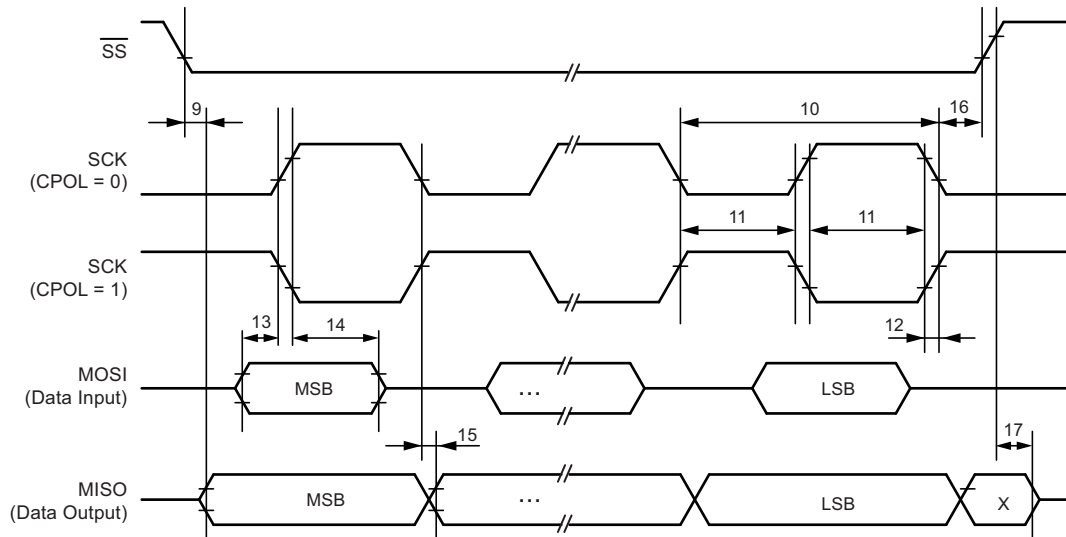 SS
9
10
16
SCK
(CPOL = 0)
11
11
SCK
(CPOL = 1)
13
14
12
MOSI
(Data Input)
MSB
...
LSB
15
17
MISO
(Data Output)
MSB
...
LSB
X